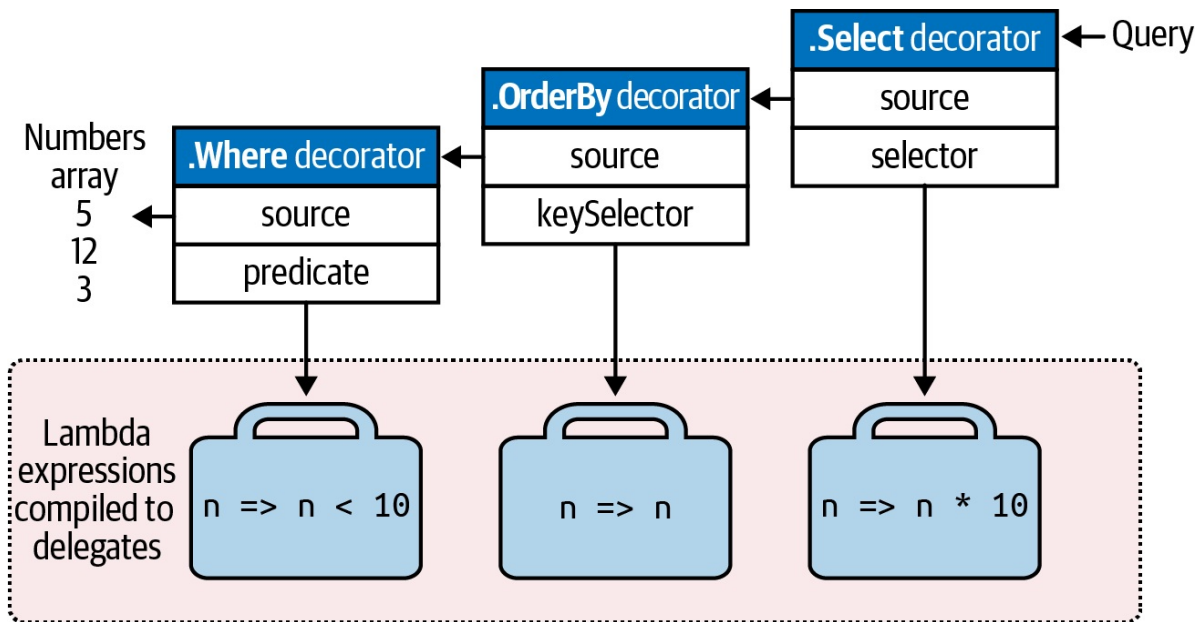 .Select decorator
Query
source
selector
.OrderBy decorator
source
keySelector
.Where decorator
source
predicate
Numbers
array
5
12
3
Lambda
expressions
compiled to
delegates
n => n < 10
n => n
n => n * 10